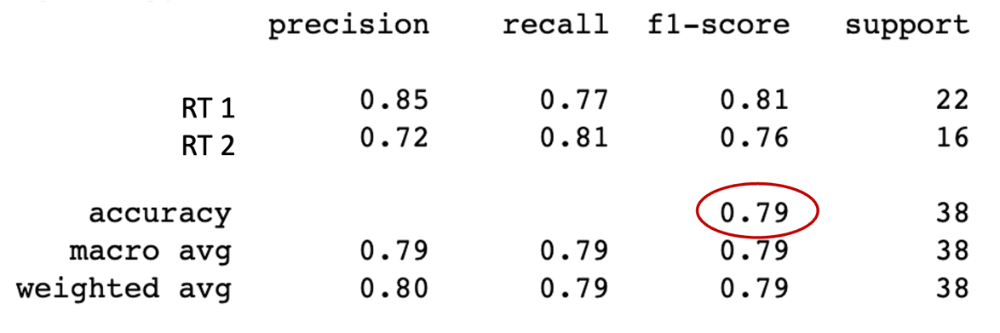 precision recall f1-score support
RT 1 0.85 0.77 0.81 22
RT 2 0.72 0.81 0.76 16
accuracy 0.79 38
macro avg 0.79 0.79 0.79 38
weighted avg 0.80 0.79 0.79 38